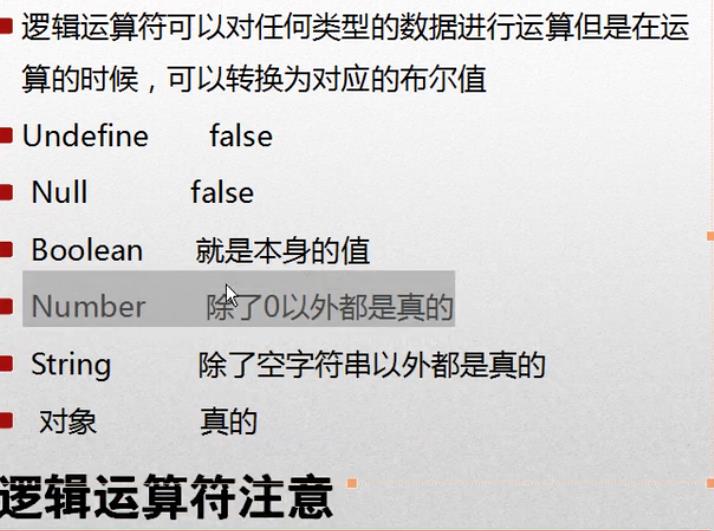 逻辑运算符可以对任何类型的数据进行运算但是在运
算的时候，可以转换为对应的布尔值
Undefine false
Null false
Boolean 就是本身的值
Number 除了0以外都是真的
String 除了空字符串以外都是真的
对象 真的
逻辑运算符注意